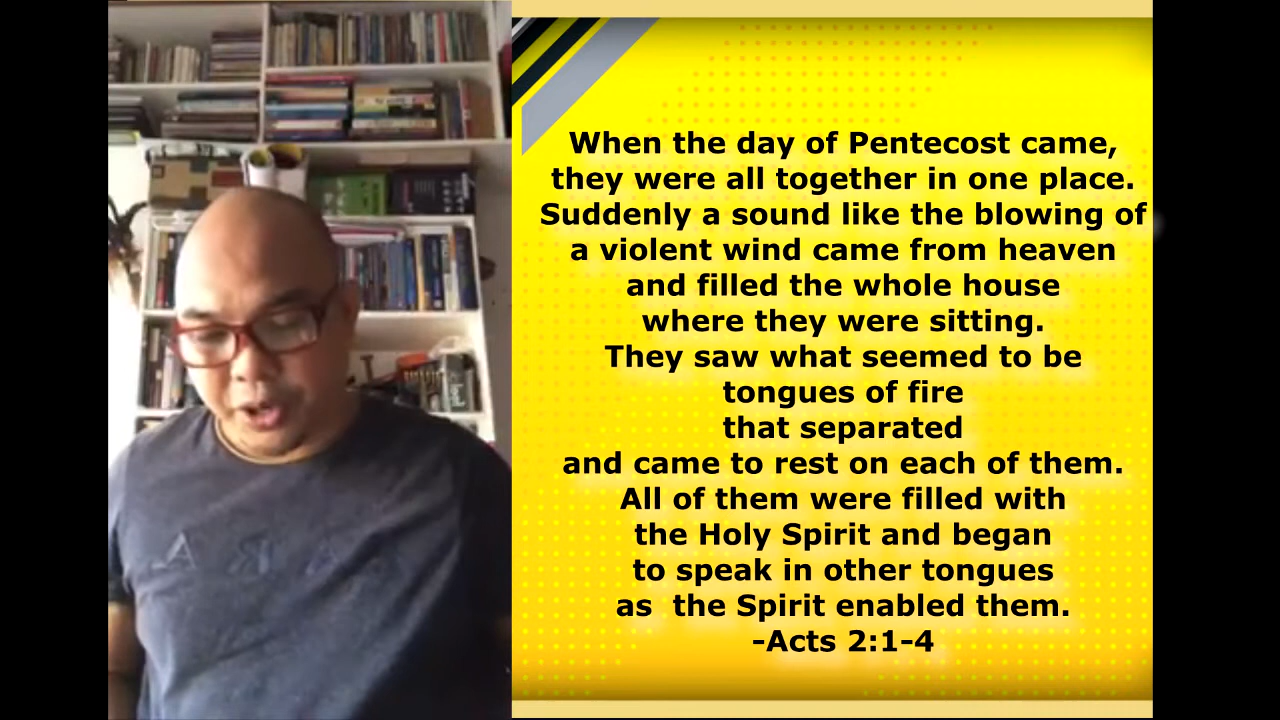 When the day of Pentecost came,
they were all together in one place.
Suddenly a sound like the blowing of
a violent wind came from heaven
and filled the whole house
where they were sitting.
They saw what seemed to be
tongues of fire
that separated
and came to rest on each of them.
All of them were filled with
the Holy Spirit and began
to speak in other tongues
as  the Spirit enabled them.
-Acts 2:1-4